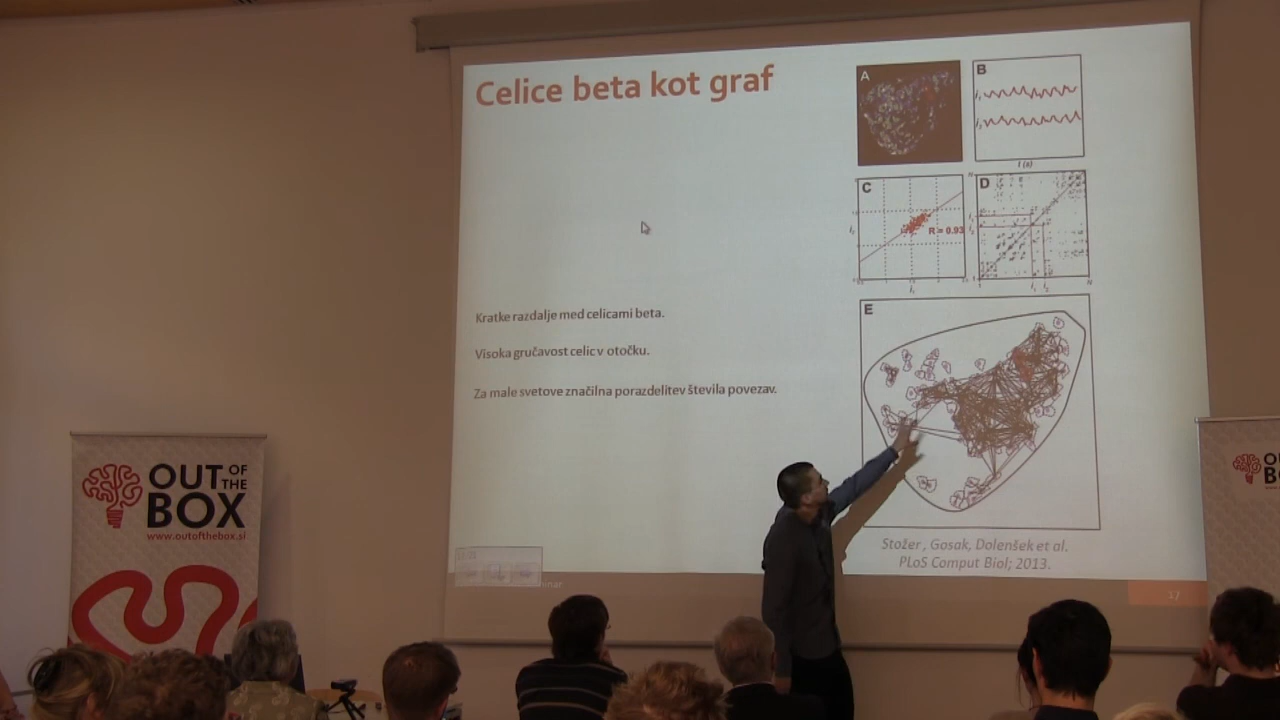 Celice beta kot graf
Kratke razdalje med celicami beta.
Visoka gručavost celic v otočku.
Za male svetove značilna porazdelitev števila povezav.
A
B
t (s)
C
R = 0.93
D
E
Stožer , Gosak, Dolenšek et al.
PLoS Comput Biol; 2013.
17
OUT OF THE
BOX
www.outofthebox.si